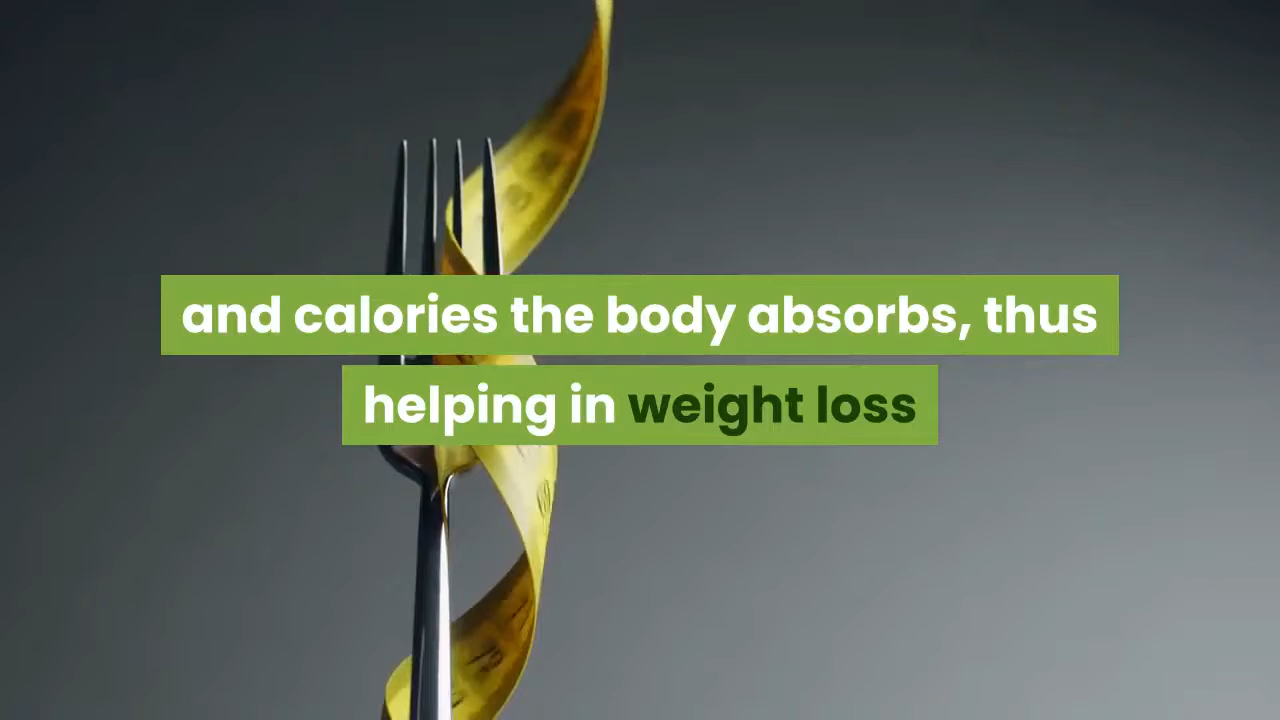 and calories the body absorbs, thus
helping in weight loss